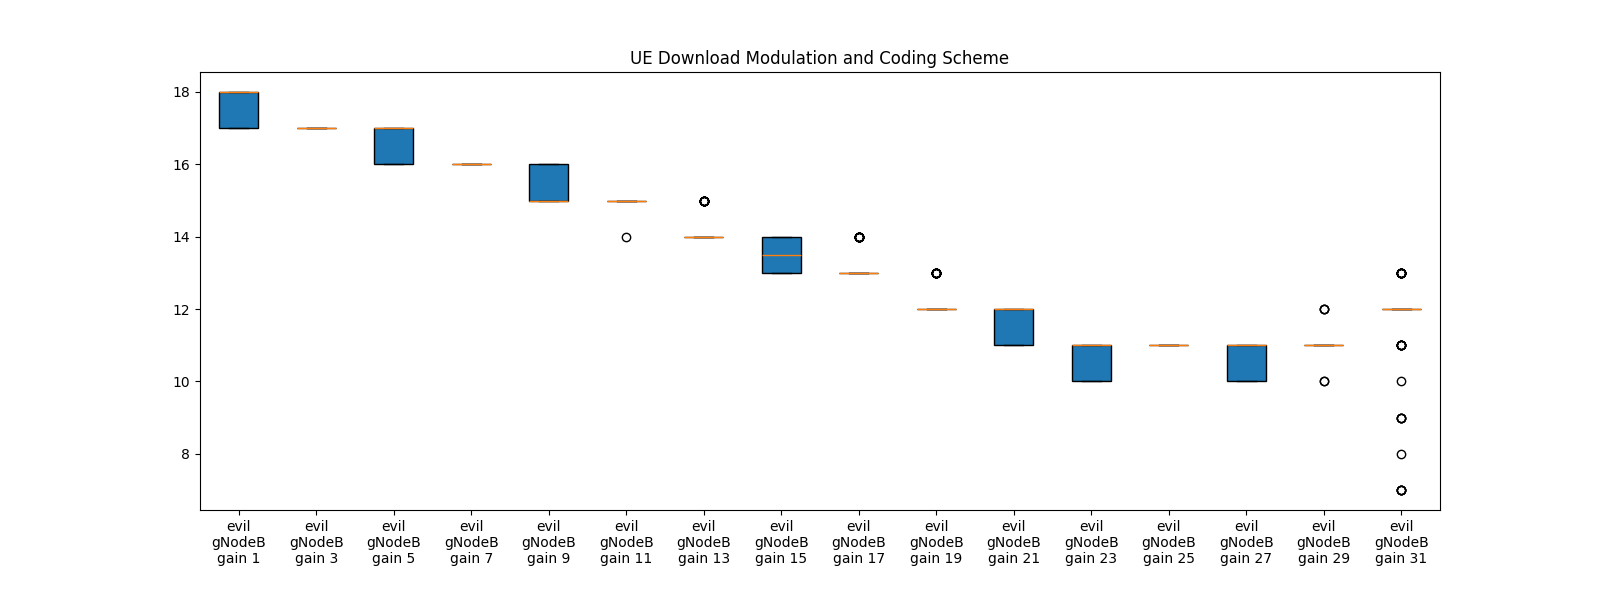 UE Download Modulation and Coding Scheme
18
16
14
12
10
8
evil
gNodeB
gain 1
evil
gNodeB
gain 3
evil
gNodeB
gain 5
evil
gNodeB
gain 7
evil
gNodeB
gain 9
evil
gNodeB
gain 11
evil
gNodeB
gain 13
evil
gNodeB
gain 15
evil
gNodeB
gain 17
evil
gNodeB
gain 19
evil
gNodeB
gain 21
evil
gNodeB
gain 23
evil
gNodeB
gain 25
evil
gNodeB
gain 27
evil
gNodeB
gain 29
evil
gNodeB
gain 31